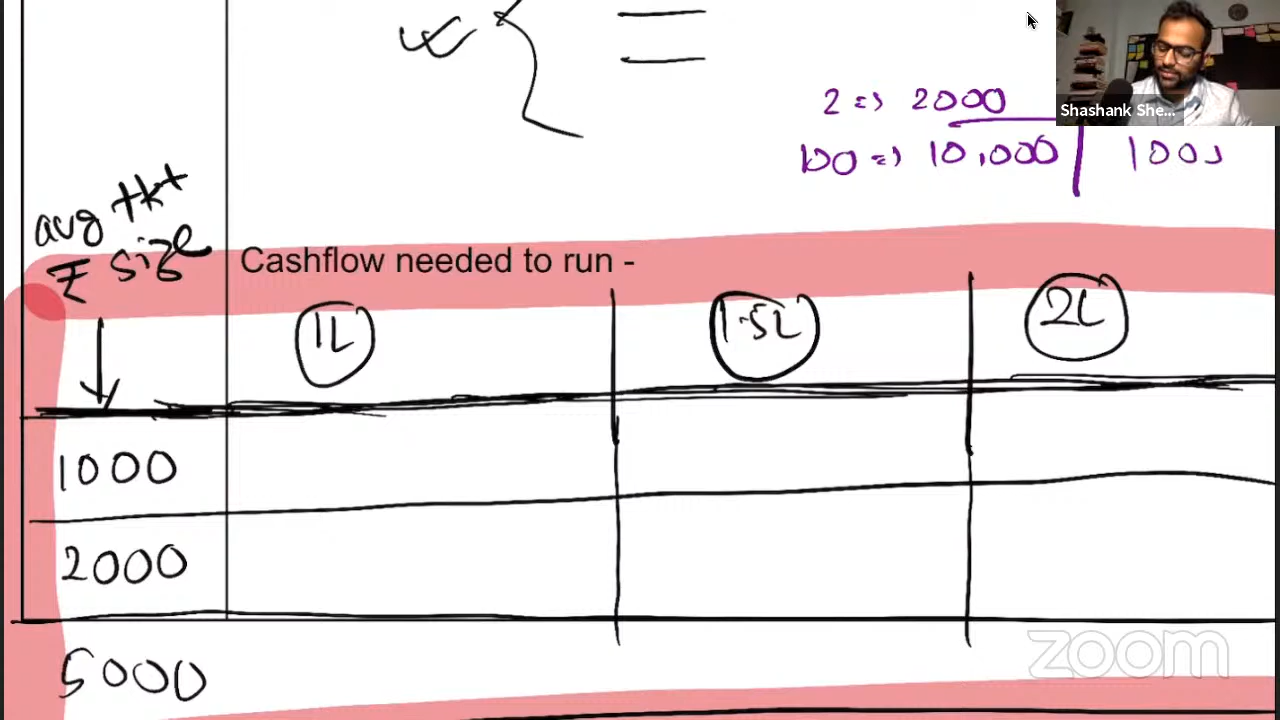 Shashank She...
2 => 2000
100 => 10,000 | 100
avg tkt
₹ size
Cashflow needed to run -
1L 1.5L 2L
1000
2000
5000
zoom